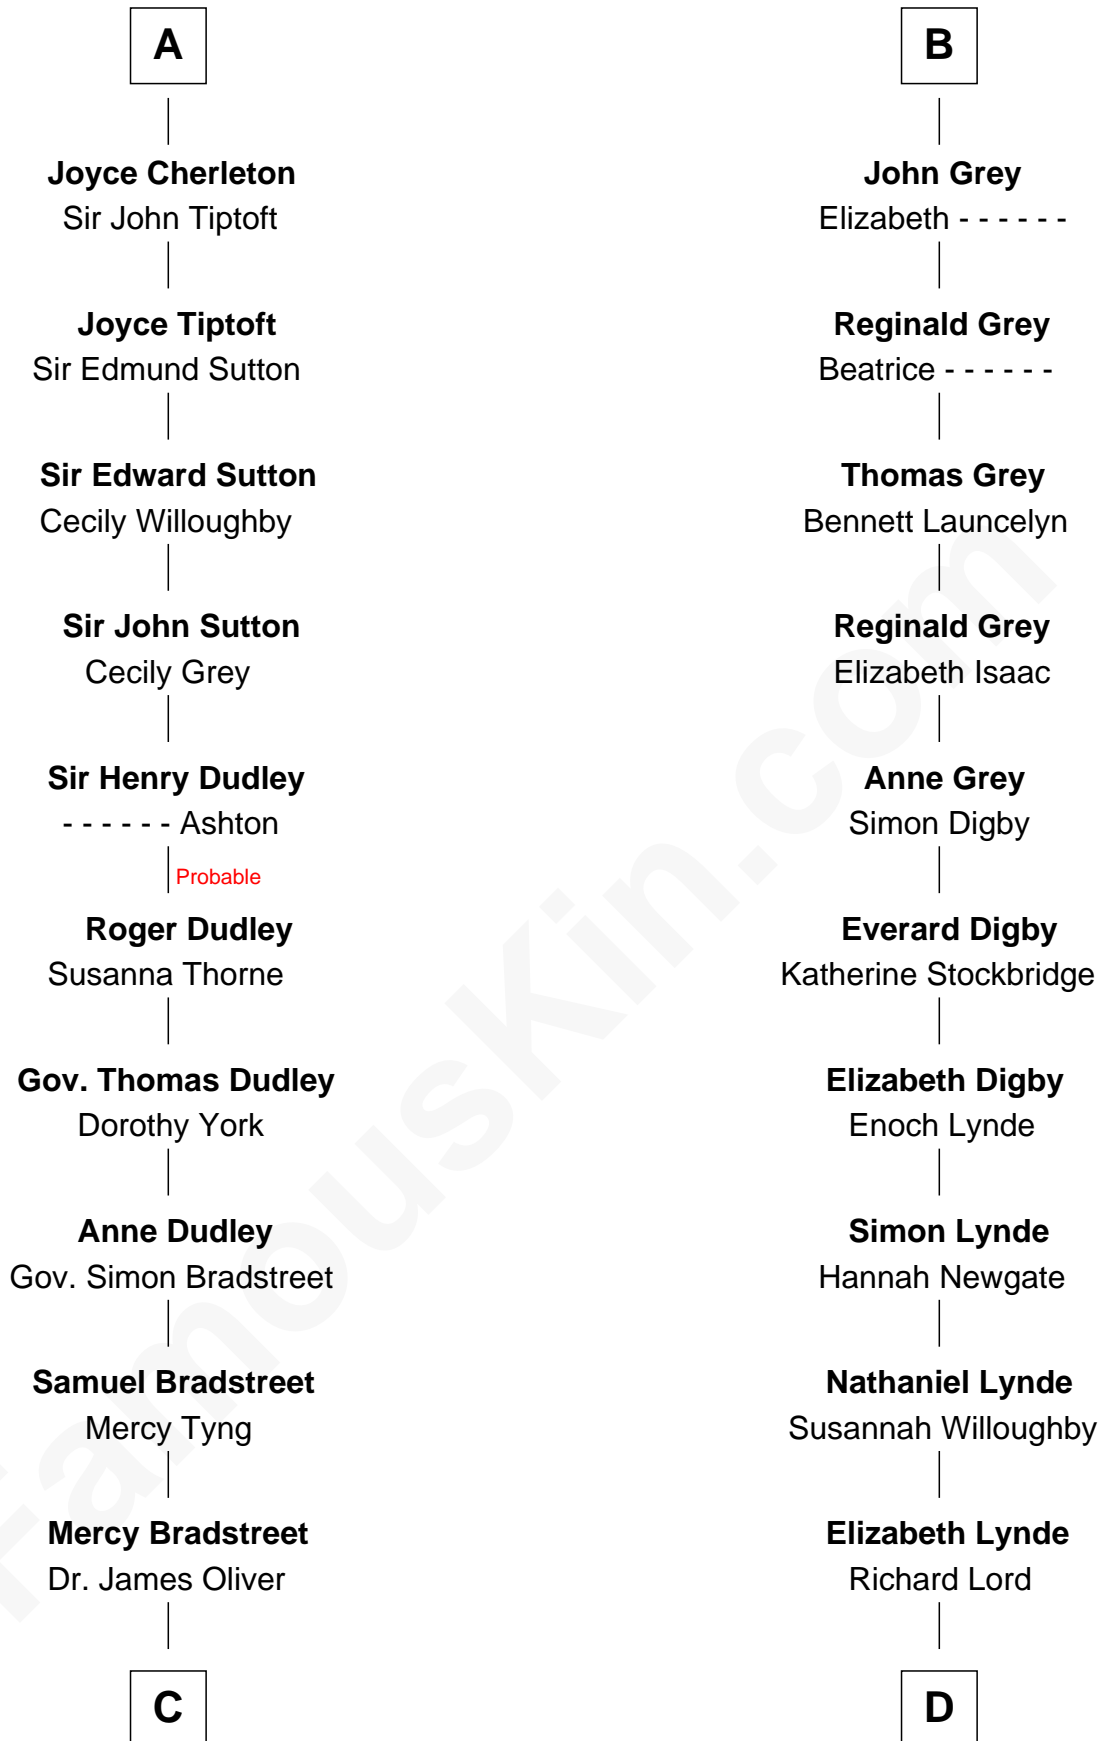 A
Joyce Cherleton
Sir John Tiptoft
Joyce Tiptoft
Sir Edmund Sutton
Sir Edward Sutton
Cecily Willoughby
Sir John Sutton
Cecily Grey
Sir Henry Dudley
- - - - - - Ashton
Probable
Roger Dudley
Susanna Thorne
Gov. Thomas Dudley
Dorothy York
Anne Dudley
Gov. Simon Bradstreet
Samuel Bradstreet
Mercy Tyng
Mercy Bradstreet
Dr. James Oliver
C
B
John Grey
Elizabeth - - - - - -
Reginald Grey
Beatrice - - - - - -
Thomas Grey
Bennett Launcelyn
Reginald Grey
Elizabeth Isaac
Anne Grey
Simon Digby
Everard Digby
Katherine Stockbridge
Elizabeth Digby
Enoch Lynde
Simon Lynde
Hannah Newgate
Nathaniel Lynde
Susannah Willoughby
Elizabeth Lynde
Richard Lord
D
FamousKin.com